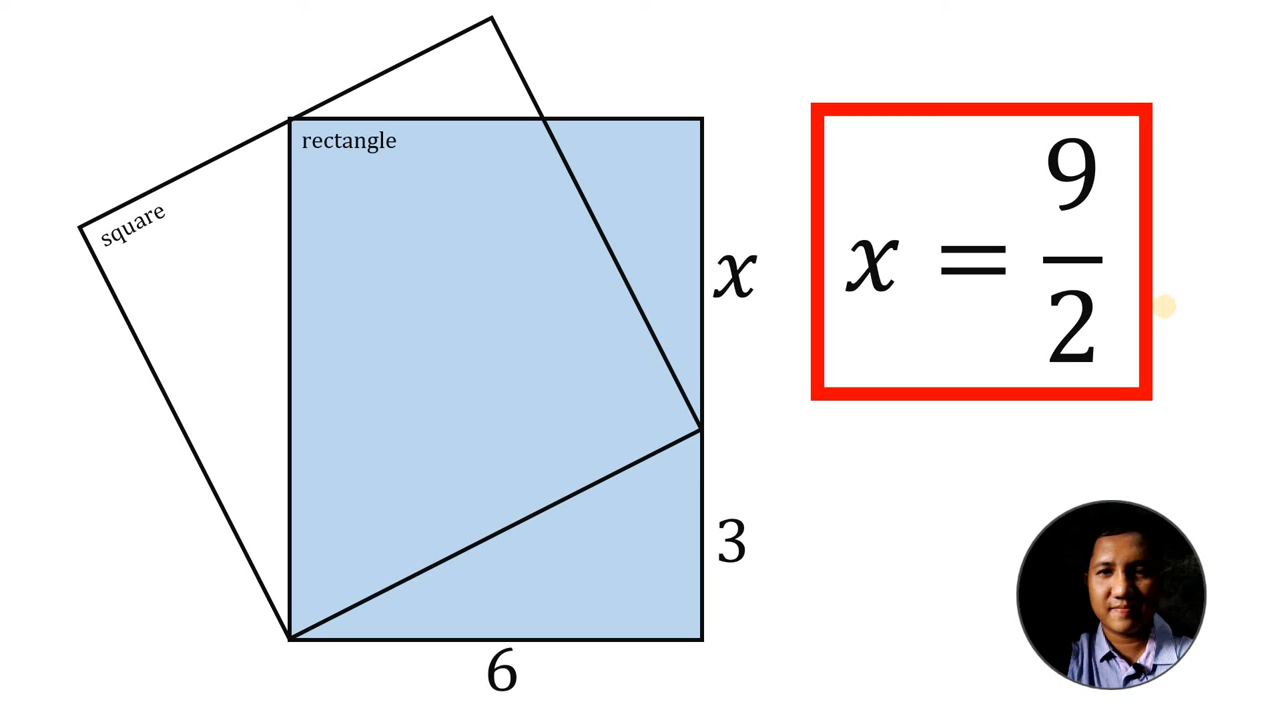 rectangle
square
x
3
6
x = 9/2